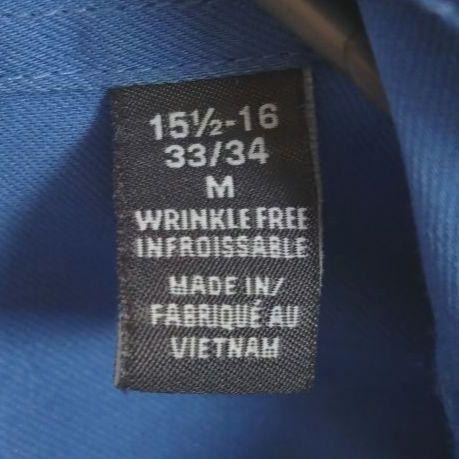 15½-16
33/34
M
WRINKLE FREE
INFROISSABLE
MADE IN/
FABRIQUÉ AU
VIETNAM